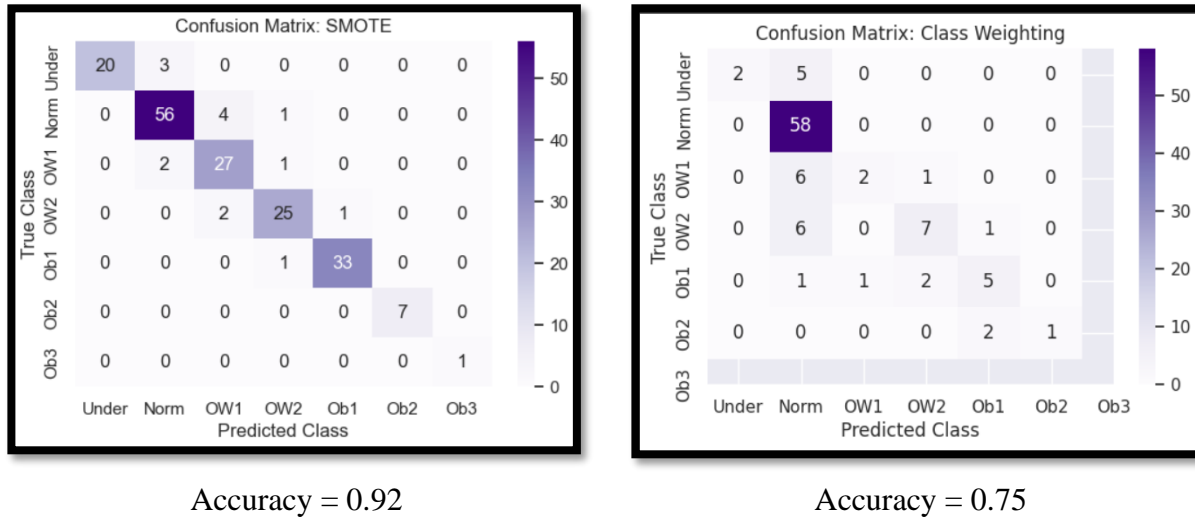 Confusion Matrix: SMOTE
True Class
Under 20 3 0 0 0 0 0
Norm 0 56 4 1 0 0 0
OW1 0 2 27 1 0 0 0
OW2 0 0 2 25 1 0 0
Ob1 0 0 0 1 33 0 0
Ob2 0 0 0 0 0 7 0
Ob3 0 0 0 0 0 0 1
Under Norm OW1 OW2 Ob1 Ob2 Ob3
Predicted Class
50
40
30
20
10
0
Accuracy = 0.92
Confusion Matrix: Class Weighting
True Class
Under 2 5 0 0 0 0
Norm 0 58 0 0 0 0
OW1 0 6 2 1 0 0
OW2 0 6 0 7 1 0
Ob1 0 1 1 2 5 0
Ob2 0 0 0 0 2 1
Ob3
Under Norm OW1 OW2 Ob1 Ob2 Ob3
Predicted Class
50
40
30
20
10
0
Accuracy = 0.75